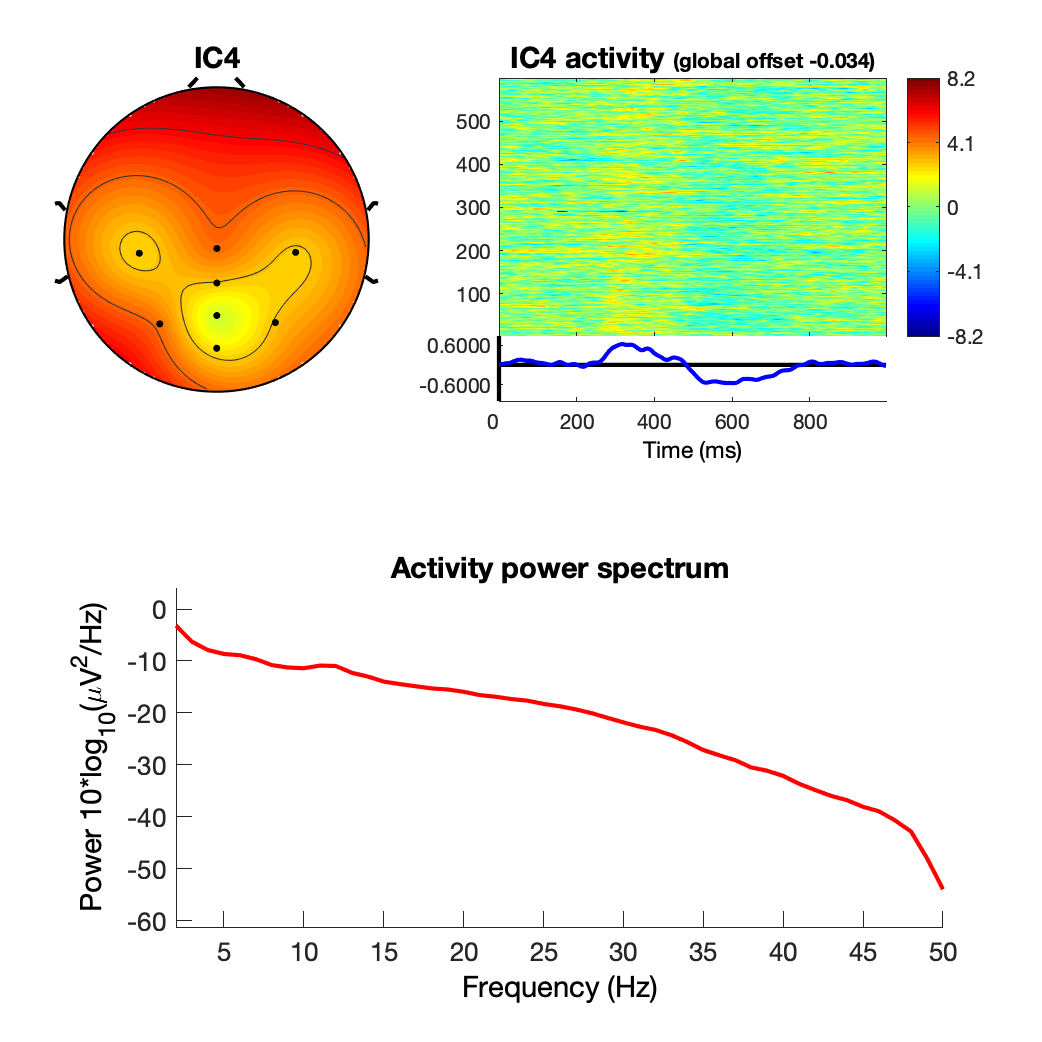 IC4
IC4 activity (global offset -0.034)
500
400
300
200
100
8.2
4.1
0
-4.1
-8.2
0.6000
-0.6000
0 200 400 600 800
Time (ms)
Activity power spectrum
Power 10*log10(μV2/Hz)
0
-10
-20
-30
-40
-50
-60
5 10 15 20 25 30 35 40 45 50
Frequency (Hz)